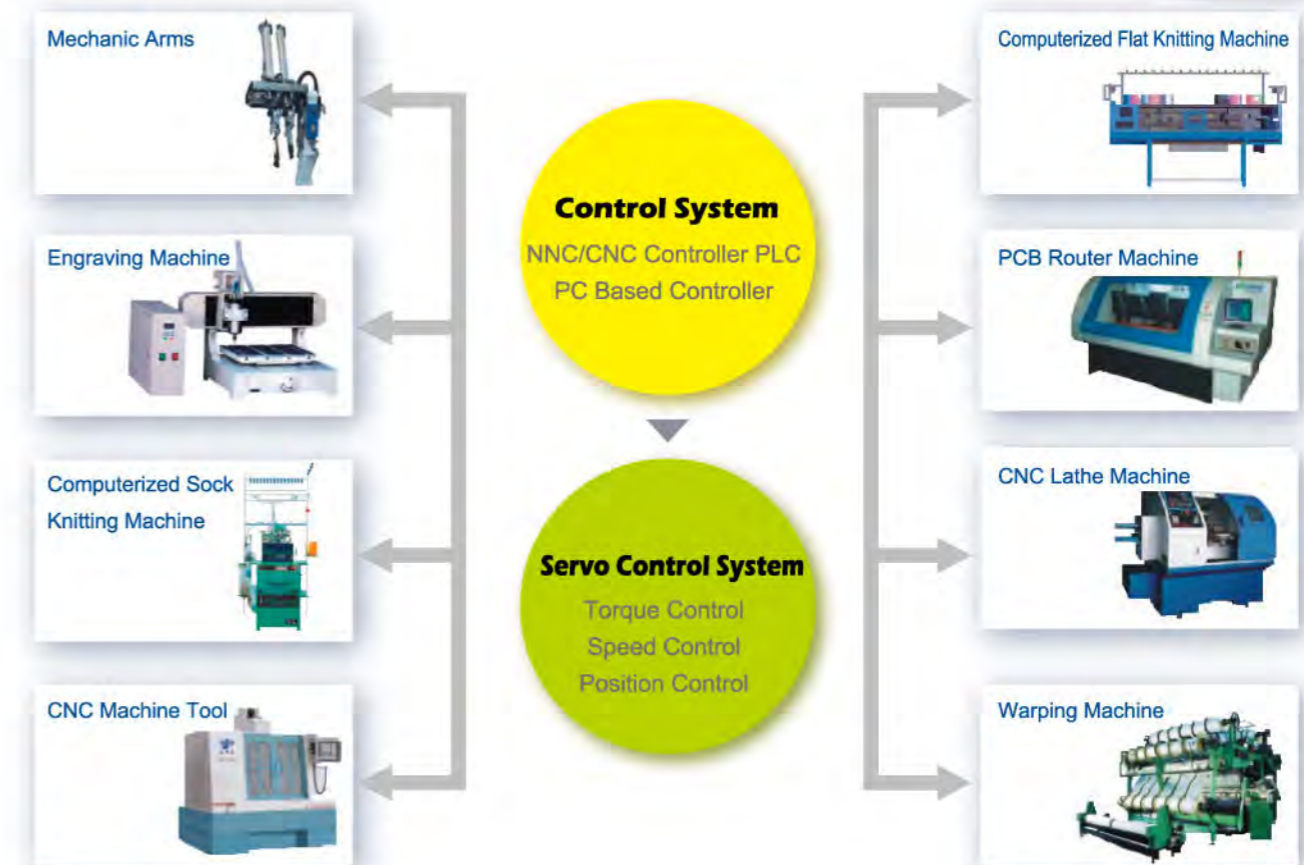 Mechanic Arms
Engraving Machine
Computerized Sock
Knitting Machine
CNC Machine Tool
Control System
NNC/CNC Controller PLC
PC Based Controller
Servo Control System
Torque Control
Speed Control
Position Control
Computerized Flat Knitting Machine
PCB Router Machine
CNC Lathe Machine
Warping Machine